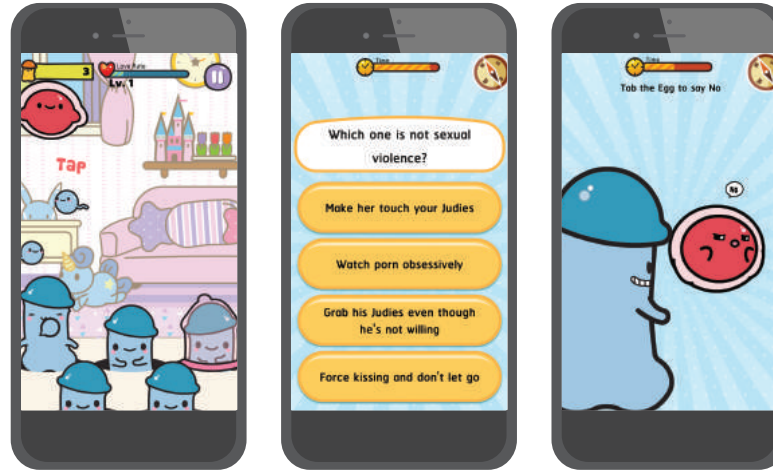 3
Love Rate
Lv. 1
Tap
Time
Which one is not sexual
violence?
Make her touch your Judies
Watch porn obsessively
Grab his Judies even though
he's not willing
Force kissing and don't let go
Time
Tab the Egg to say No